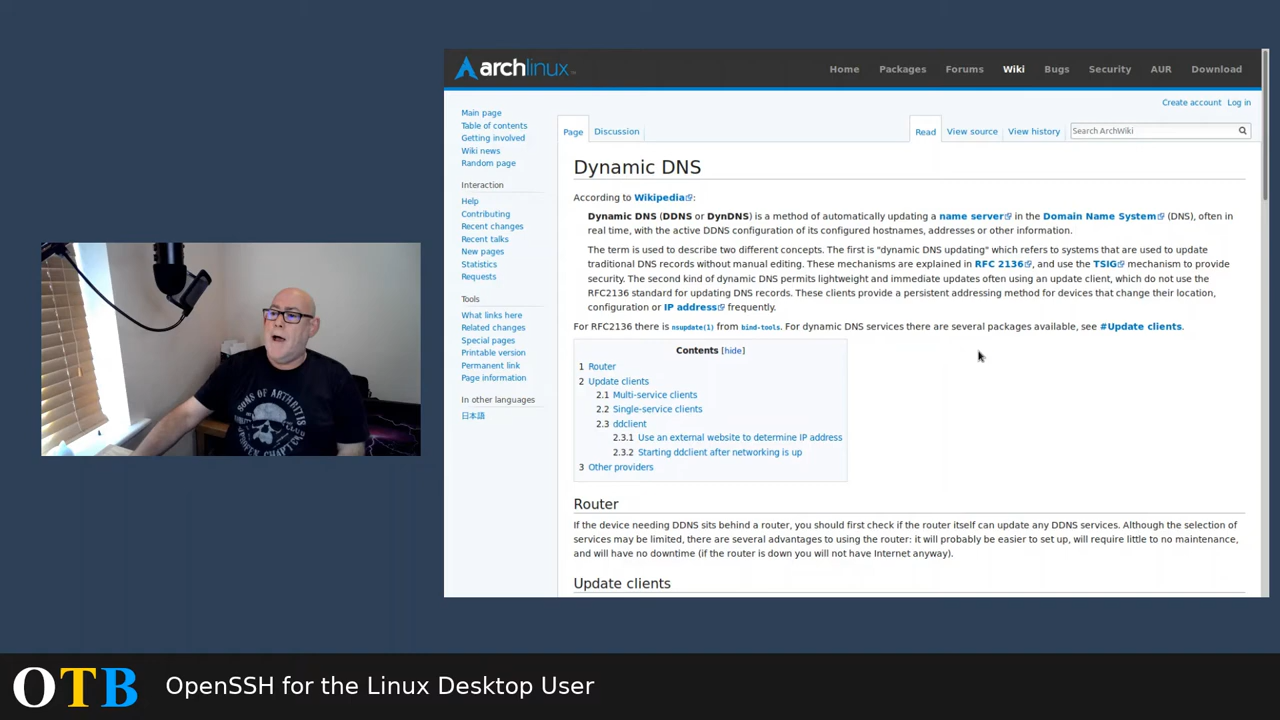 archlinux
Home Packages Forums Wiki Bugs Security AUR Download
Create account Log in
Main page
Table of contents
Getting involved
Wiki news
Random page
Interaction
Help
Contributing
Recent changes
Recent talks
New pages
Statistics
Requests
Tools
What links here
Related changes
Special pages
Printable version
Permanent link
Page information
In other languages
日本語
Page Discussion Read View source View history Search ArchWiki
Dynamic DNS
According to Wikipedia:
Dynamic DNS (DDNS or DynDNS) is a method of automatically updating a name server in the Domain Name System (DNS), often in
real time, with the active DDNS configuration of its configured hostnames, addresses or other information.
The term is used to describe two different concepts. The first is "dynamic DNS updating" which refers to systems that are used to update
traditional DNS records without manual editing. These mechanisms are explained in RFC 2136, and use the TSIG mechanism to provide
security. The second kind of dynamic DNS permits lightweight and immediate updates often using an update client, which do not use the
RFC2136 standard for updating DNS records. These clients provide a persistent addressing method for devices that change their location,
configuration or IP address frequently.
For RFC2136 there is nsupdate(1) from bind-tools. For dynamic DNS services there are several packages available, see #Update clients.
Contents [hide]
1 Router
2 Update clients
2.1 Multi-service clients
2.2 Single-service clients
2.3 ddclient
2.3.1 Use an external website to determine IP address
2.3.2 Starting ddclient after networking is up
3 Other providers
Router
If the device needing DDNS sits behind a router, you should first check if the router itself can update any DDNS services. Although the selection of
services may be limited, there are several advantages to using the router: it will probably be easier to set up, will require little to no maintenance,
and will have no downtime (if the router is down you will not have Internet anyway).
Update clients
SONS OF ARTHRITIS
OTB OpenSSH for the Linux Desktop User